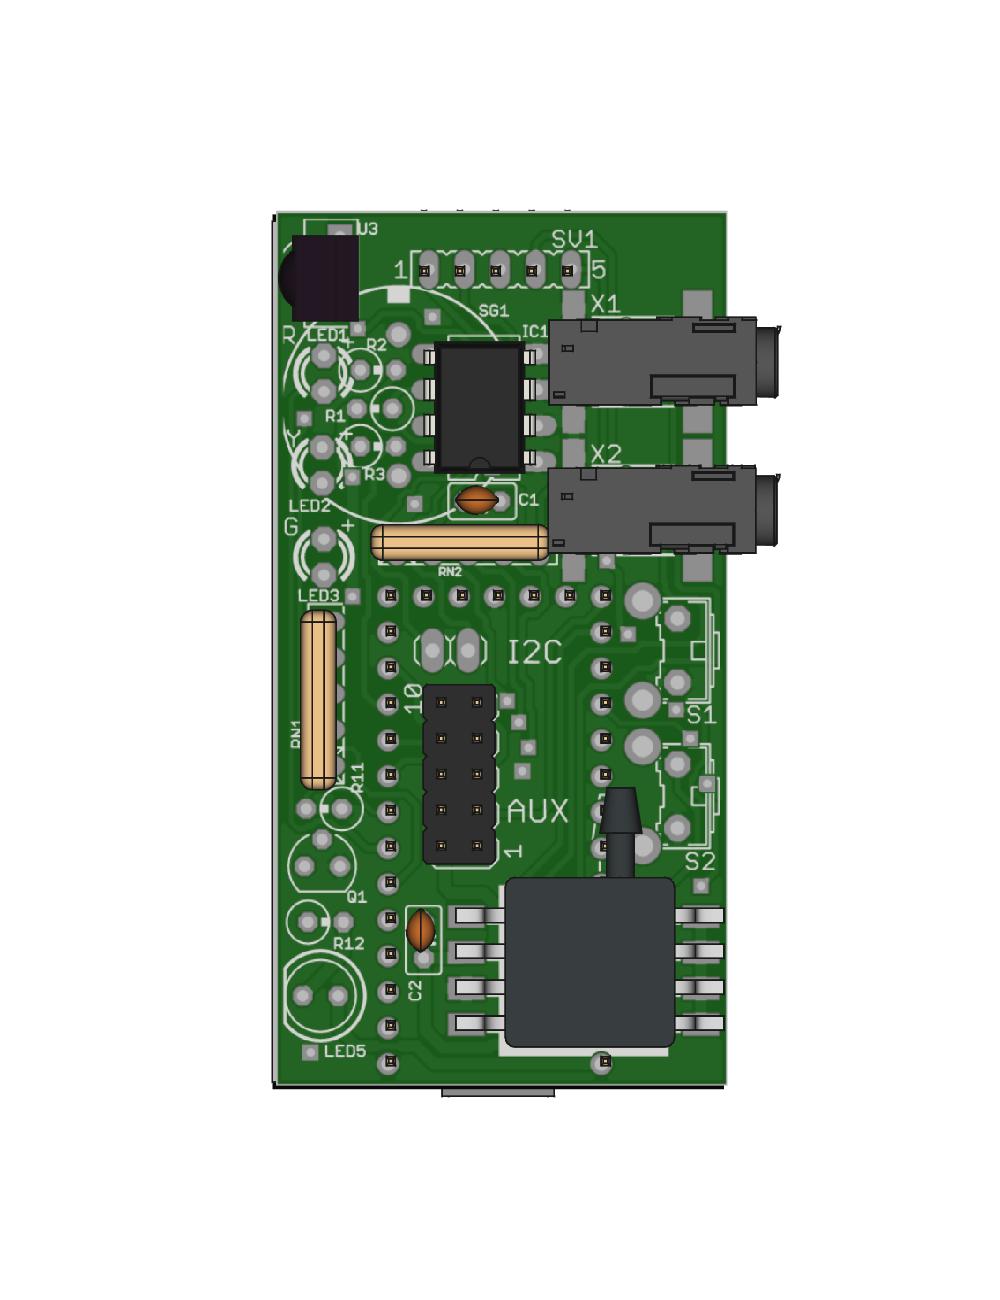 U3
SV1
1
5
SG1
X1
IC1
R
LED1
+
R2
R1
Y
+
X2
R3
LED2
C1
G
+
RN2
LED3
I2C
10
S1
RN1
R11
AUX
1
S2
Q1
R12
C2
LED5